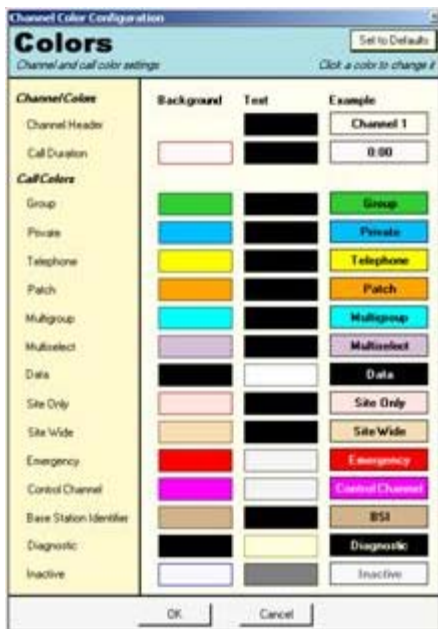 Channel Color Configuration
Colors
Set to Defaults
Channel and call color settings
Click a color to change it
Channel Colors Background Text Example
Channel Header Channel 1
Call Duration 0:00
Call Colors
Group Group
Private Private
Telephone Telephone
Patch Patch
Multigroup Multigroup
Multiselect Multiselect
Data Data
Site Only Site Only
Site Wide Site Wide
Emergency Emergency
Control Channel Control Channel
Base Station Identifier BSI
Diagnostic Diagnostic
Inactive Inactive
OK Cancel